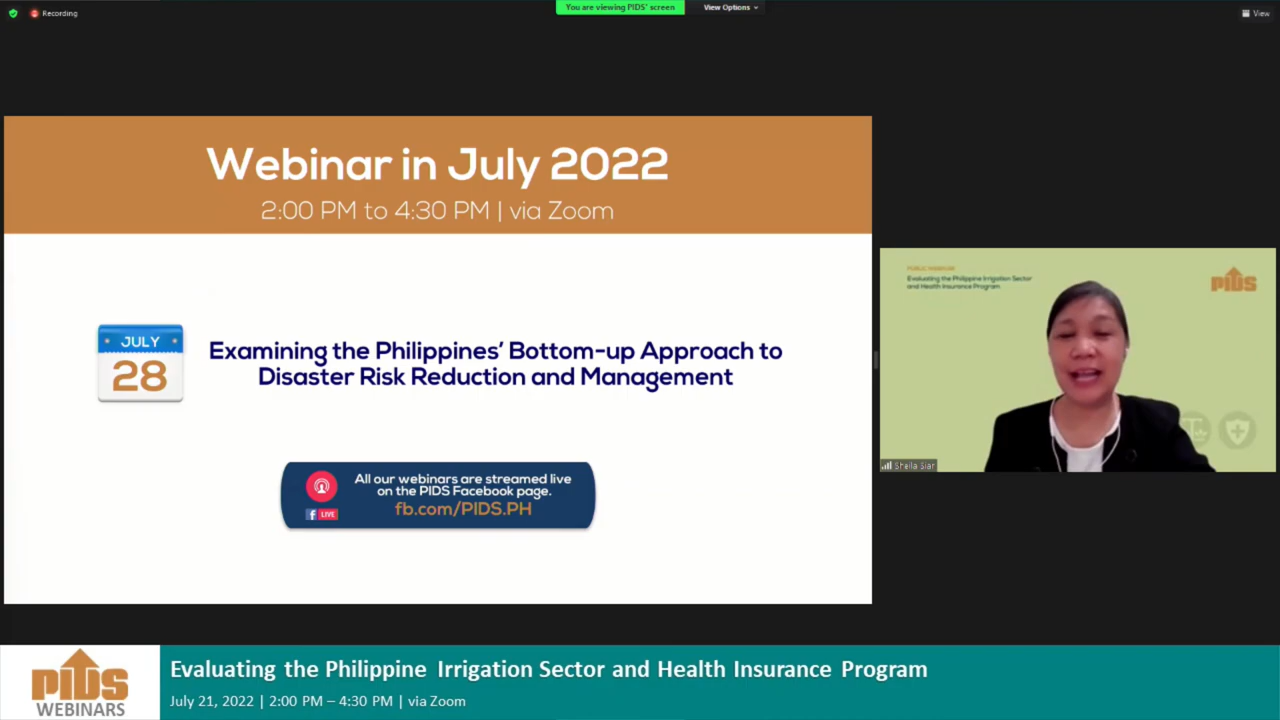 Recording
You are viewing PIDS' screen
View Options
View
Webinar in July 2022
2:00 PM to 4:30 PM | via Zoom
JULY
28
Examining the Philippines' Bottom-up Approach to
Disaster Risk Reduction and Management
All our webinars are streamed live
on the PIDS Facebook page.
fb.com/PIDS.PH
f LIVE
PUBLIC WEBINAR
Evaluating the Philippine Irrigation Sector
and Health Insurance Program
PIDS
Sheila Siar
PIDS
WEBINARS
Evaluating the Philippine Irrigation Sector and Health Insurance Program
July 21, 2022 | 2:00 PM – 4:30 PM | via Zoom